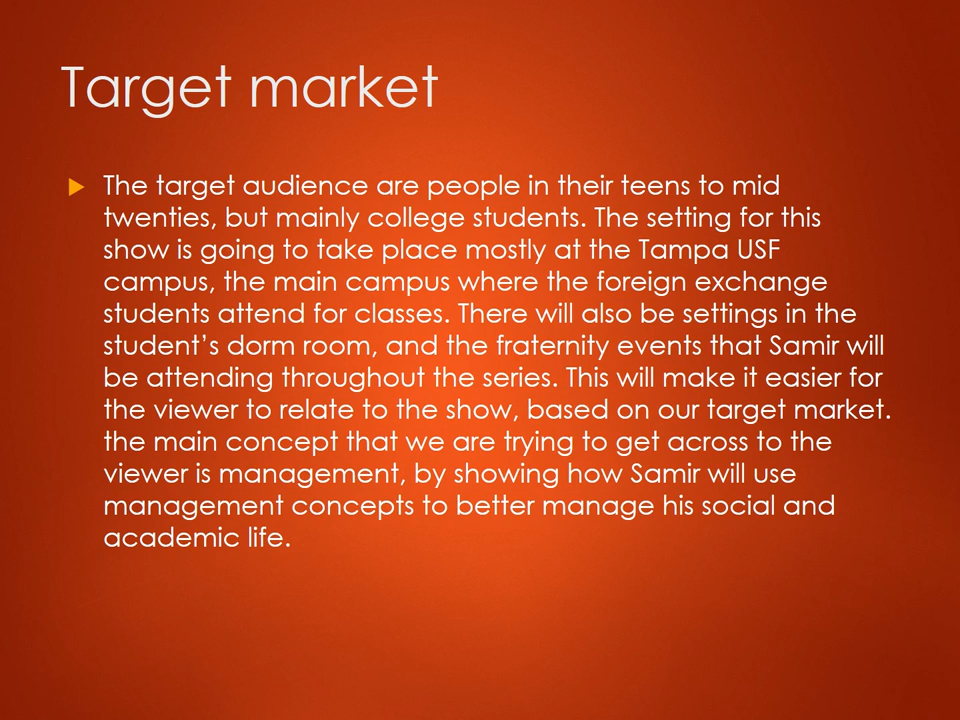 Target market
The target audience are people in their teens to mid
twenties, but mainly college students. The setting for this
show is going to take place mostly at the Tampa USF
campus, the main campus where the foreign exchange
students attend for classes. There will also be settings in the
student’s dorm room, and the fraternity events that Samir will
be attending throughout the series. This will make it easier for
the viewer to relate to the show, based on our target market.
the main concept that we are trying to get across to the
viewer is management, by showing how Samir will use
management concepts to better manage his social and
academic life.